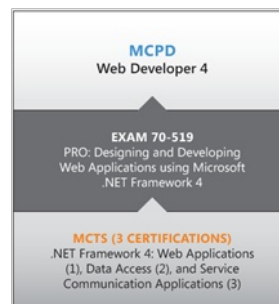 MCPD
Web Developer 4
EXAM 70-519
PRO: Designing and Developing
Web Applications using Microsoft
.NET Framework 4
MCTS (3 CERTIFICATIONS)
.NET Framework 4: Web Applications
(1), Data Access (2), and Service
Communication Applications (3)